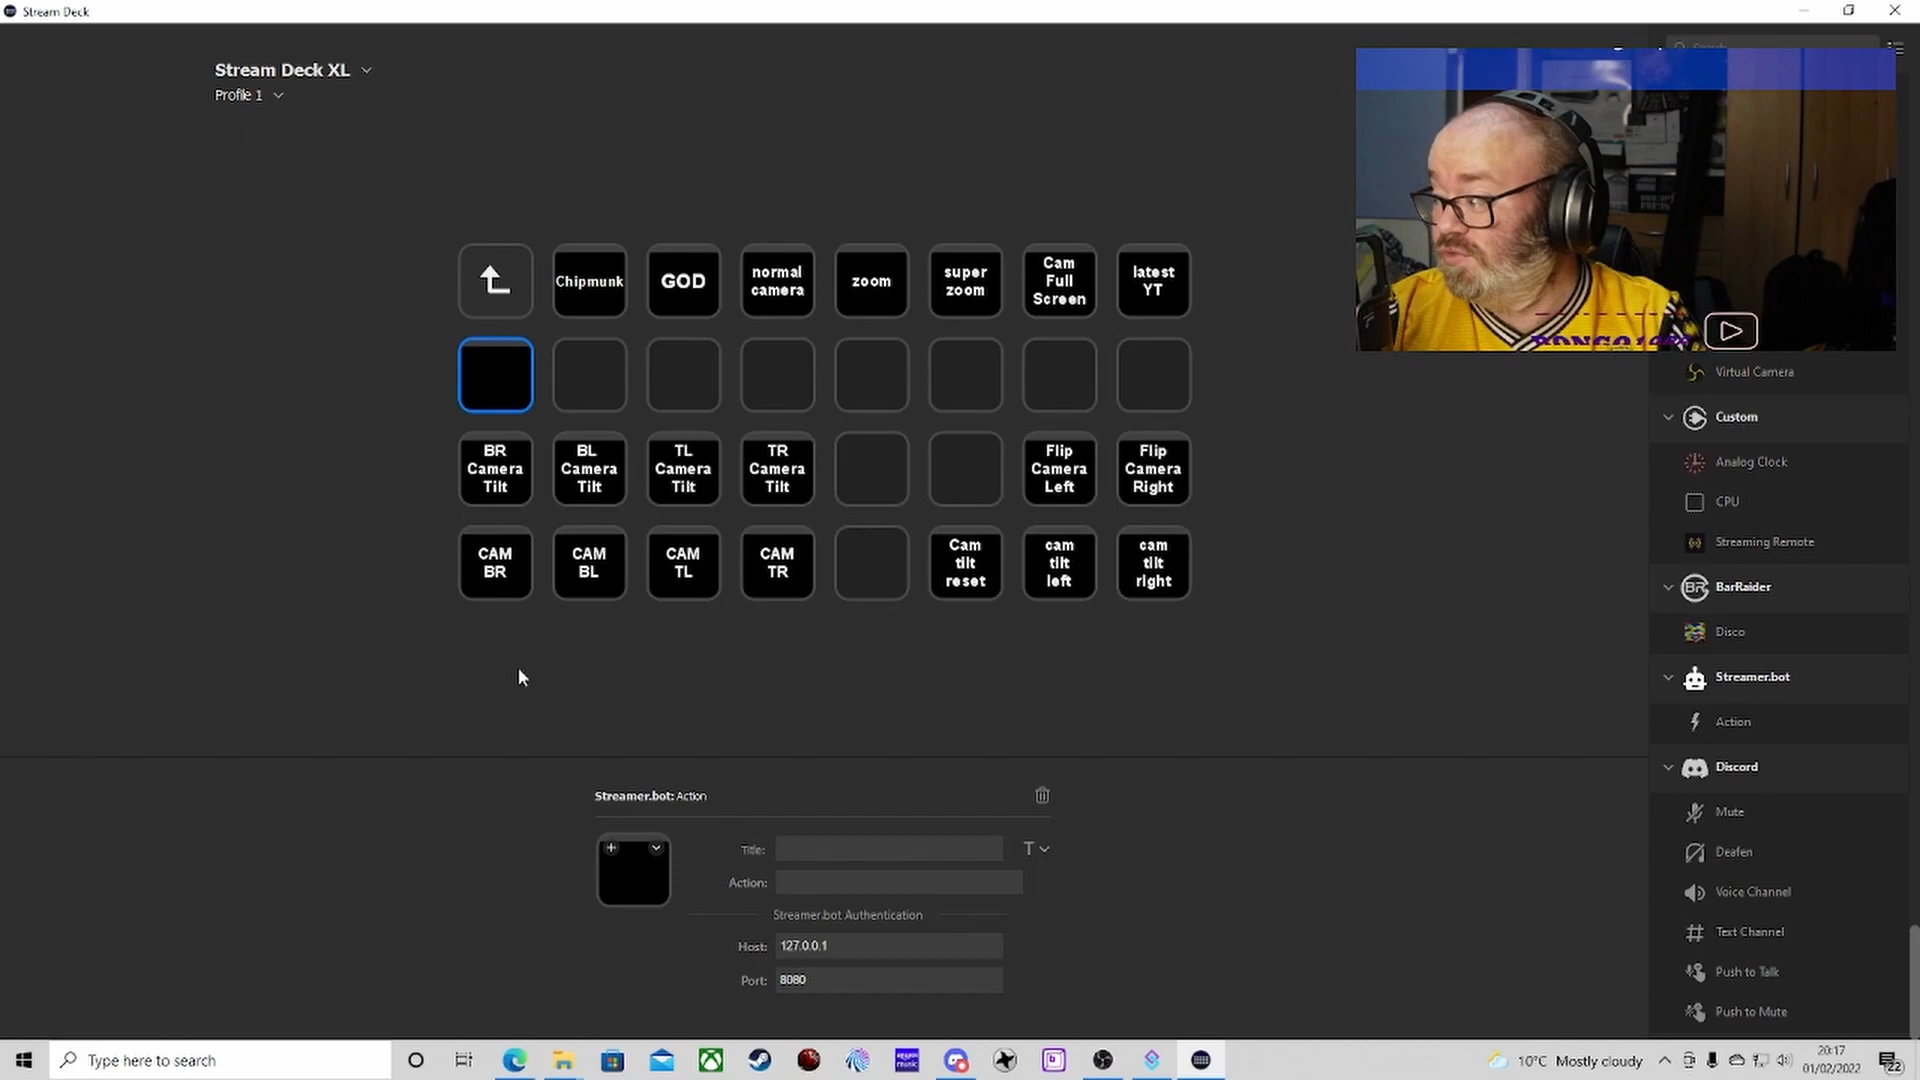 Stream Deck
Stream Deck XL
Profile 1
Chipmunk
GOD
normal
camera
zoom
super
zoom
Cam
Full
Screen
latest
YT
BR
Camera
Tilt
BL
Camera
Tilt
TL
Camera
Tilt
TR
Camera
Tilt
Flip
Camera
Left
Flip
Camera
Right
CAM
BR
CAM
BL
CAM
TL
CAM
TR
Cam
tilt
reset
cam
tilt
left
cam
tilt
right
Streamer.bot: Action
Title:
T
Action:
Streamer.bot Authentication
Host: 127.0.0.1
Port: 8080
Virtual Camera
Custom
Analog Clock
CPU
Streaming Remote
BR BarRaider
Disco
Streamer.bot
Action
Discord
Mute
Deafen
Voice Channel
Text Channel
Push to Talk
Push to Mute
Type here to search
amazon
music
10°C Mostly cloudy
20:17
01/02/2022
22